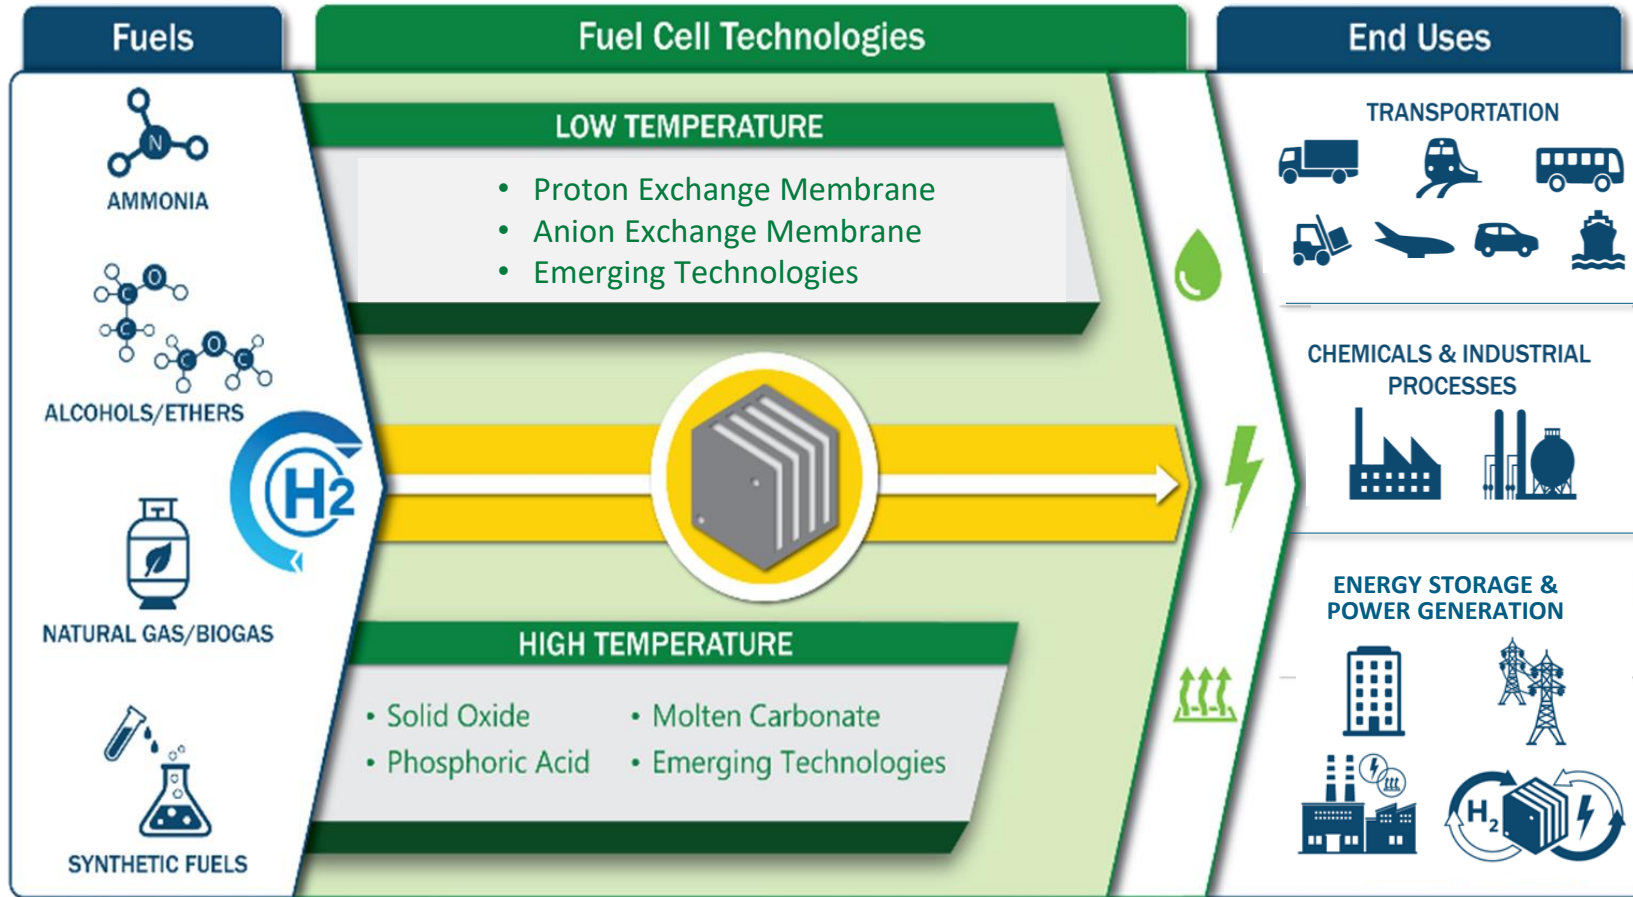 Fuels
Fuel Cell Technologies
End Uses
N
AMMONIA
C
O
C
C
O
C
ALCOHOLS/ETHERS
H2
NATURAL GAS/BIOGAS
SYNTHETIC FUELS
LOW TEMPERATURE
• Proton Exchange Membrane
• Anion Exchange Membrane
• Emerging Technologies
HIGH TEMPERATURE
• Solid Oxide
• Phosphoric Acid
• Molten Carbonate
• Emerging Technologies
TRANSPORTATION
CHEMICALS & INDUSTRIAL
PROCESSES
ENERGY STORAGE &
POWER GENERATION
H2